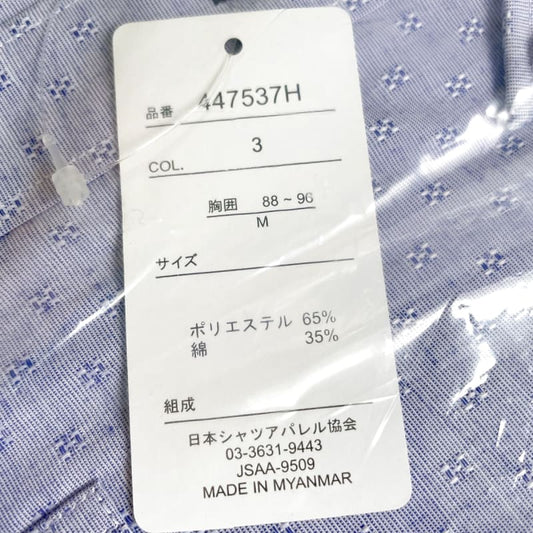 品番 447537H
COL. 3
胸囲 88 ~ 96
M
サイズ
ポリエステル 65%
綿 35%
組成
日本シャツアパレル協会
03-3631-9443
JSAA-9509
MADE IN MYANMAR